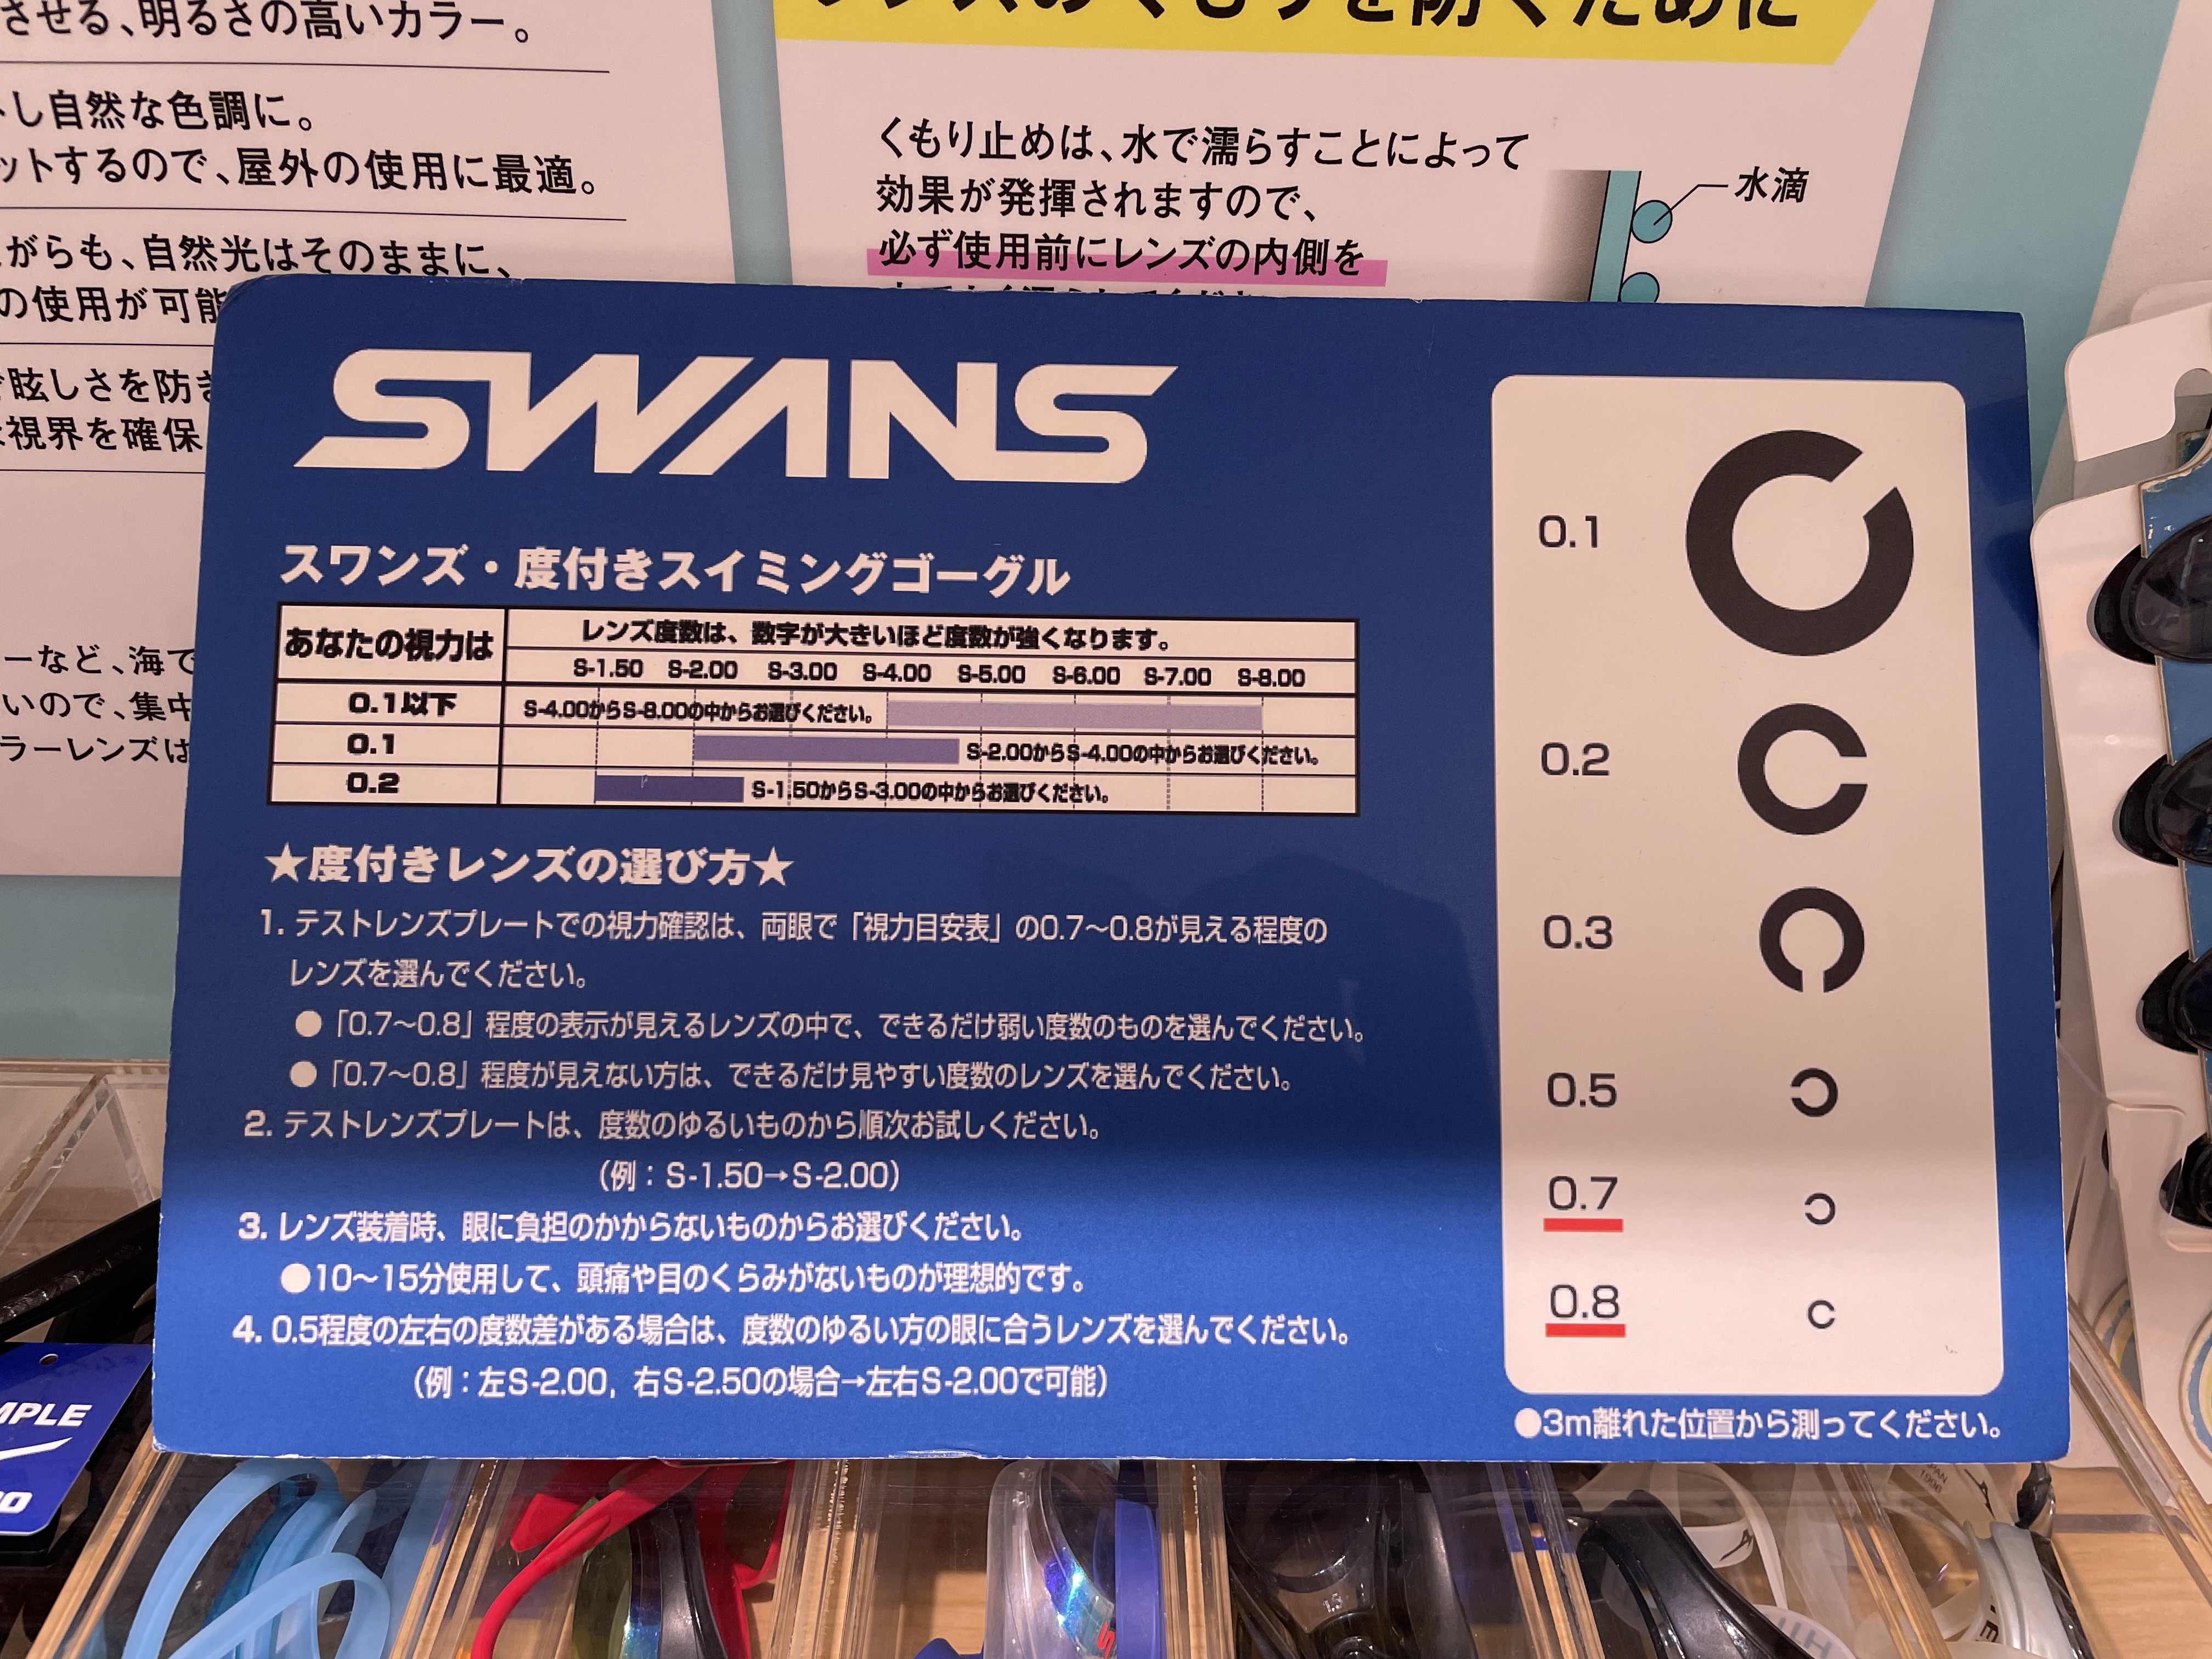 させる、明るさの高いカラー。
し自然な色調に。
ットするので、屋外の使用に最適。
がらも、自然光はそのままに、
の使用が可能
眩しさを防
視界を確保
ーなど、海で
いので、集中
ラーレンズは
レンズのくもりを防ぐために
くもり止めは、水で濡らすことによって
効果が発揮されますので、
必ず使用前にレンズの内側を
水滴
SWANS
スワンズ・度付きスイミングゴーグル
あなたの視力は
レンズ度数は、数字が大きいほど度数が強くなります。
S-1.50 S-2.00 S-3.00 S-4.00 S-5.00 S-6.00 S-7.00 S-8.00
0.1以下 S-4.00からS-8.00の中からお選びください。
0.1 S-2.00からS-4.00の中からお選びください。
0.2 S-1.50からS-3.00の中からお選びください。
★度付きレンズの選び方★
1. テストレンズプレートでの視力確認は、両眼で「視力目安表」の0.7～0.8が見える程度の
レンズを選んでください。
●「0.7～0.8」程度の表示が見えるレンズの中で、できるだけ弱い度数のものを選んでください。
●「0.7～0.8」程度が見えない方は、できるだけ見やすい度数のレンズを選んでください。
2. テストレンズプレートは、度数のゆるいものから順次お試しください。
（例：S-1.50→S-2.00）
3. レンズ装着時、眼に負担のかからないものからお選びください。
●10～15分使用して、頭痛や目のくらみがないものが理想的です。
4. 0.5程度の左右の度数差がある場合は、度数のゆるい方の眼に合うレンズを選んでください。
（例：左S-2.00，右S-2.50の場合→左右S-2.00で可能）
0.1
0.2
0.3
0.5
0.7
0.8
●3m離れた位置から測ってください。